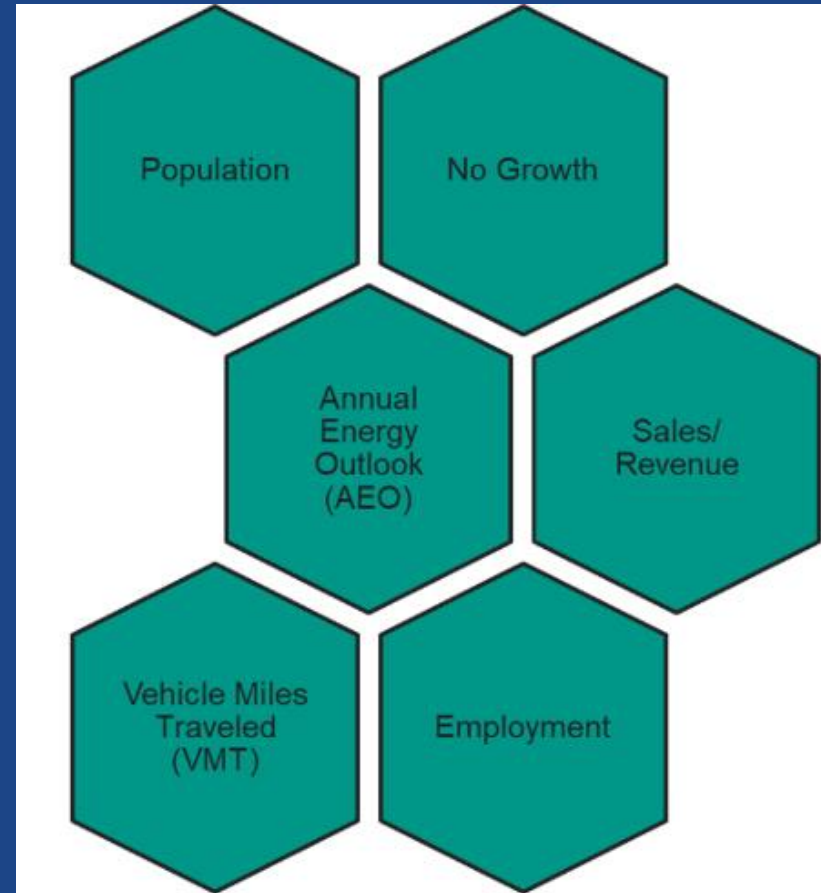 Population
No Growth
Annual
Energy
Outlook
(AEO)
Sales/
Revenue
Vehicle Miles
Traveled
(VMT)
Employment